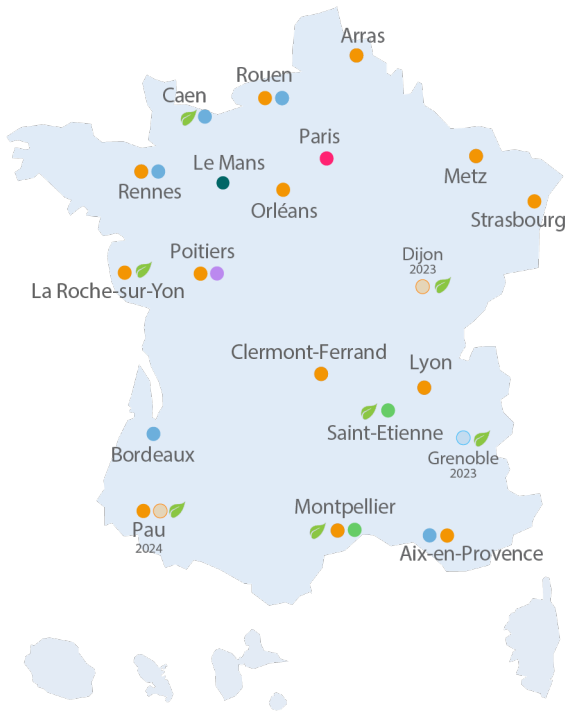 Arras
Rouen
Caen
Paris
Le Mans
Metz
Rennes
Orléans
Strasbourg
Poitiers
Dijon
2023
La Roche-sur-Yon
Clermont-Ferrand
Lyon
Saint-Etienne
Bordeaux
Grenoble
2023
Montpellier
Pau
2024
Aix-en-Provence